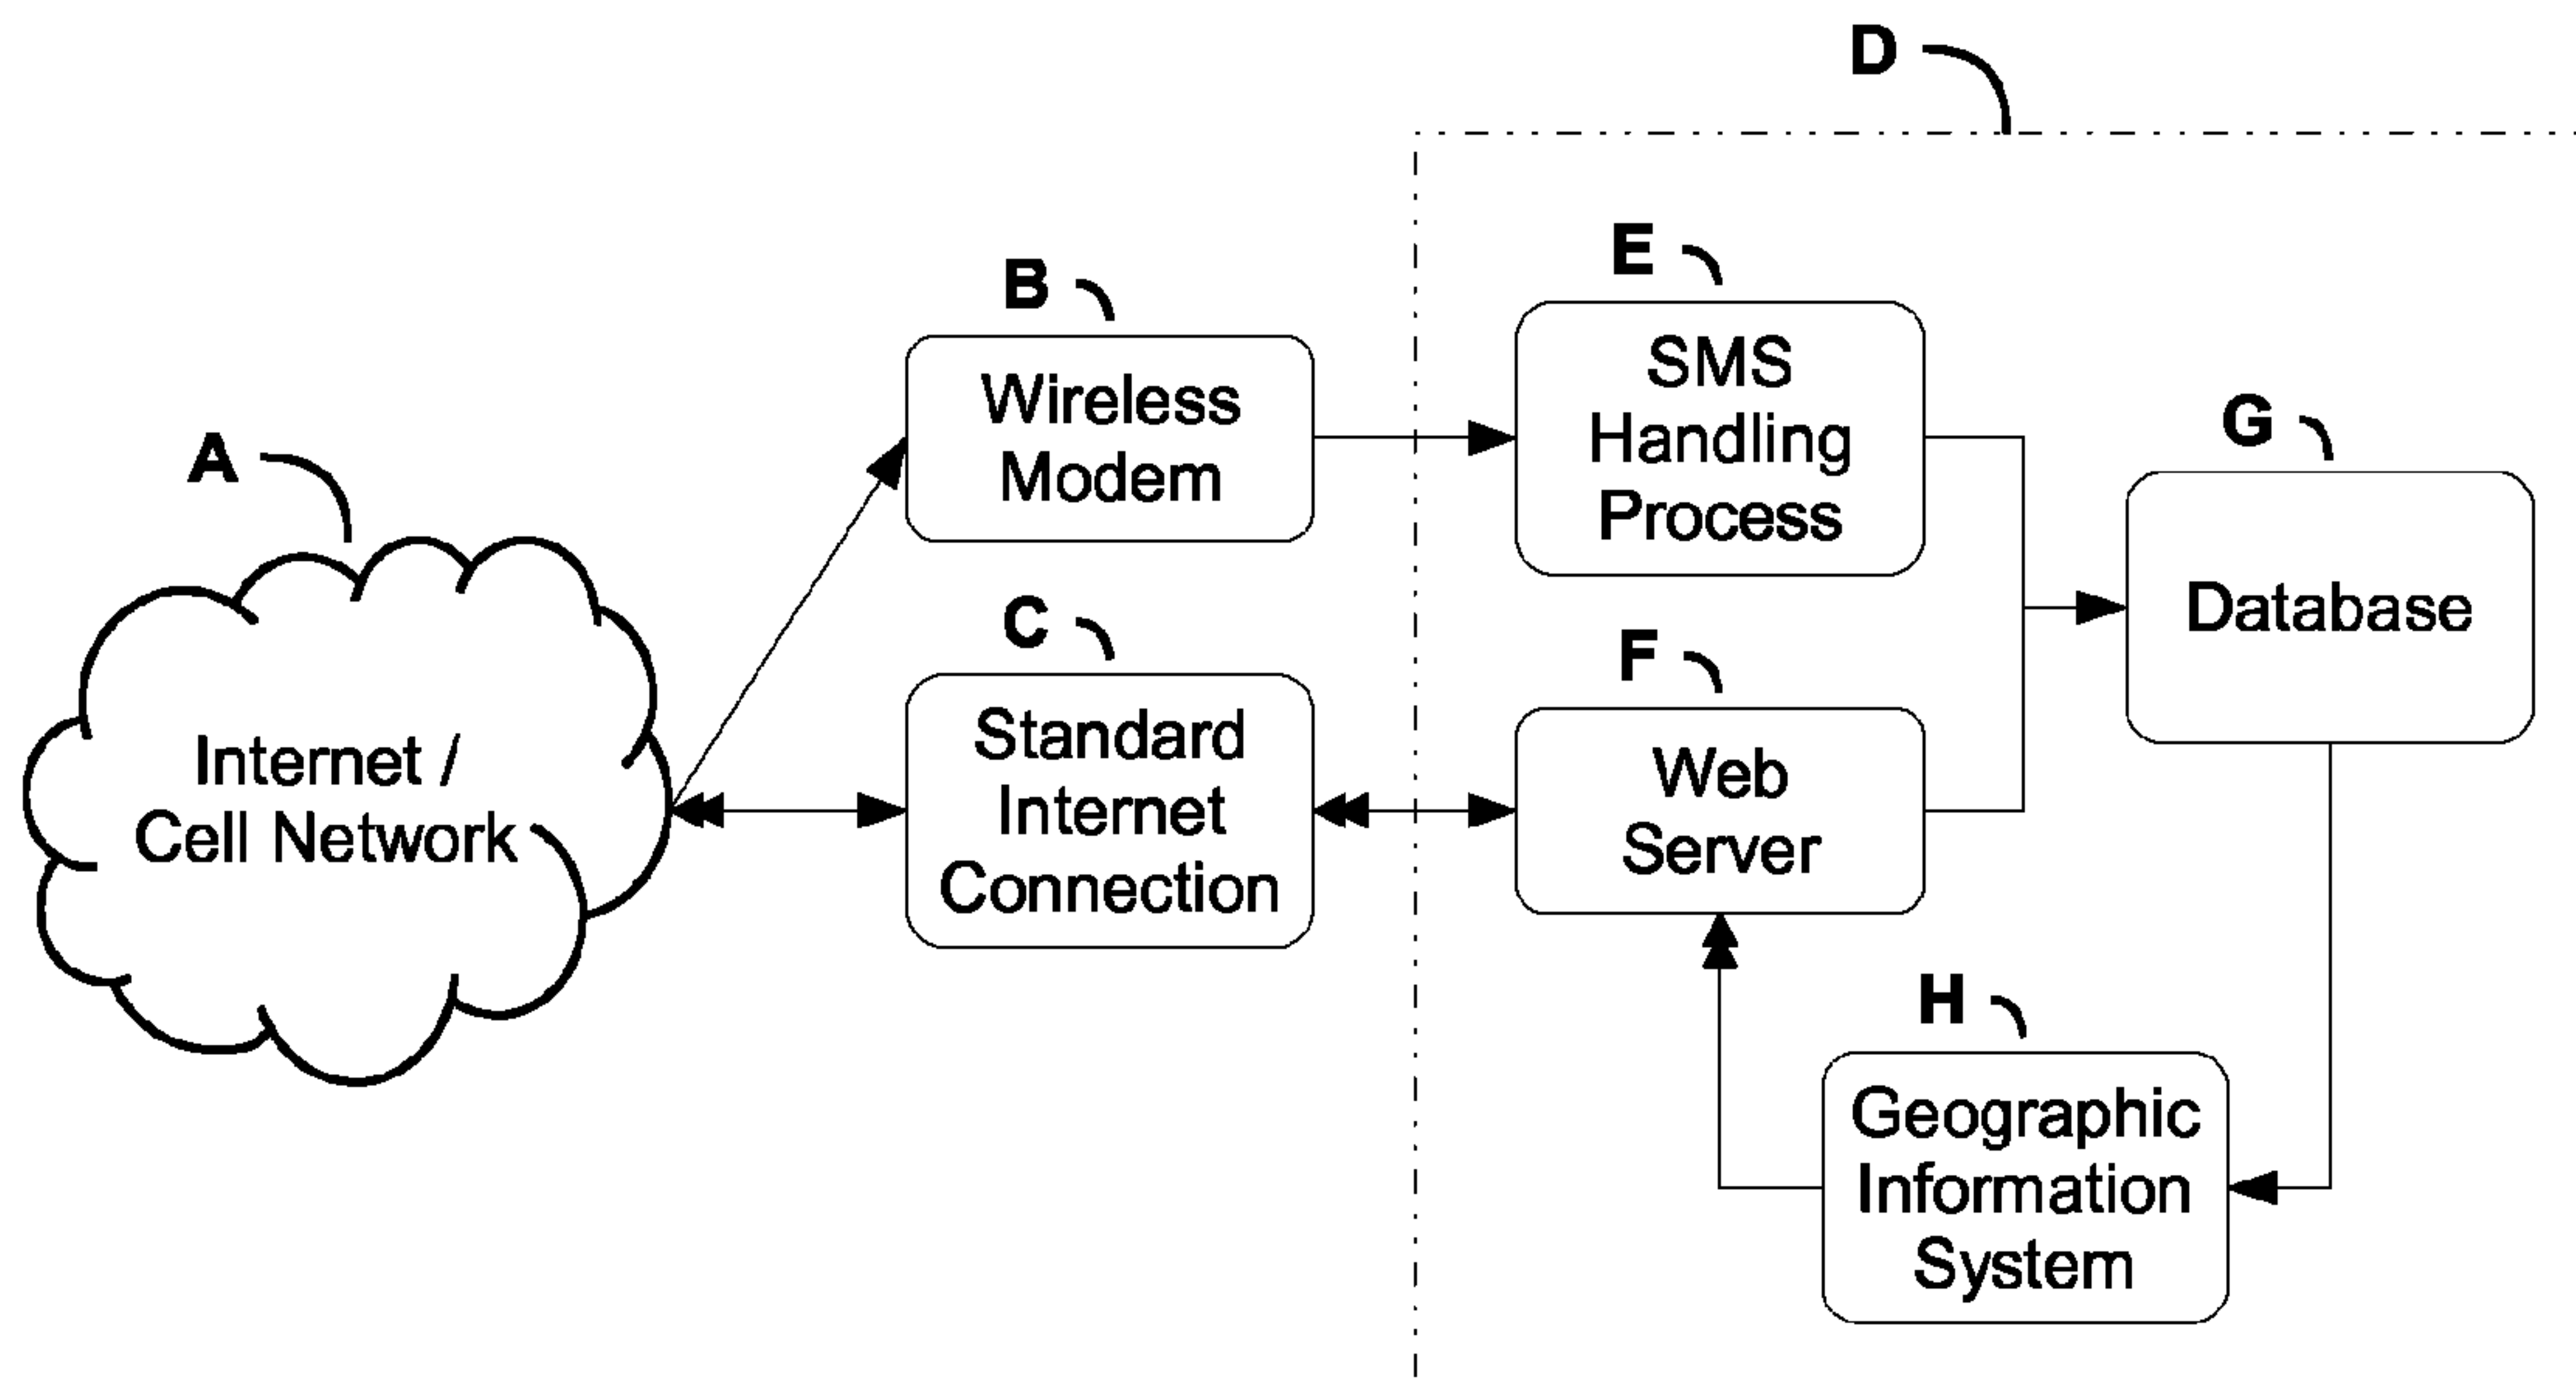 D
E
B
SMS
Handling
Process
Wireless
Modem
G
A
Database
C
F
Standard
Internet
Connection
Web
Server
Internet /
Cell Network
H
Geographic
Information
System